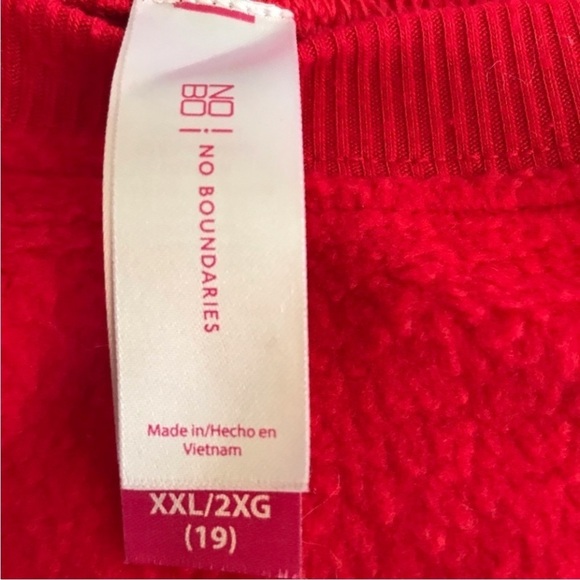 NO
BO
NO BOUNDARIES
Made in/Hecho en
Vietnam
XXL/2XG
(19)